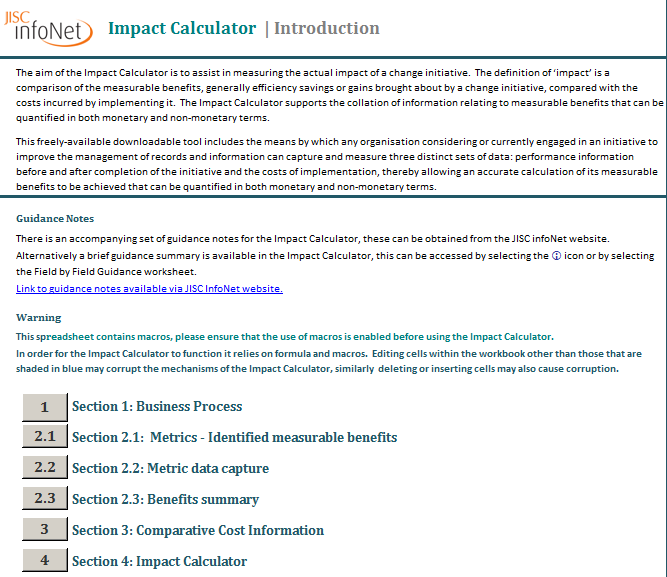 JISC
infoNet
Impact Calculator | Introduction
The aim of the Impact Calculator is to assist in measuring the actual impact of a change initiative. The definition of 'impact' is a
comparison of the measurable benefits, generally efficiency savings or gains brought about by a change initiative, compared with the
costs incurred by implementing it. The Impact Calculator supports the collation of information relating to measurable benefits that can be
quantified in both monetary and non-monetary terms.
This freely-available downloadable tool includes the means by which any organisation considering or currently engaged in an initiative to
improve the management of records and information can capture and measure three distinct sets of data: performance information
before and after completion of the initiative and the costs of implementation, thereby allowing an accurate calculation of its measurable
benefits to be achieved that can be quantified in both monetary and non-monetary terms.
Guidance Notes
There is an accompanying set of guidance notes for the Impact Calculator, these can be obtained from the JISC infoNet website.
Alternatively a brief guidance summary is available in the Impact Calculator, this can be accessed by selecting the ⓘ icon or by selecting
the Field by Field Guidance worksheet.
Link to guidance notes available via JISC InfoNet website.
Warning
This spreadsheet contains macros, please ensure that the use of macros is enabled before using the Impact Calculator.
In order for the Impact Calculator to function it relies on formula and macros. Editing cells within the workbook other than those that are
shaded in blue may corrupt the mechanisms of the Impact Calculator, similarly deleting or inserting cells may also cause corruption.
1 Section 1: Business Process
2.1 Section 2.1: Metrics - Identified measurable benefits
2.2 Section 2.2: Metric data capture
2.3 Section 2.3: Benefits summary
3 Section 3: Comparative Cost Information
4 Section 4: Impact Calculator